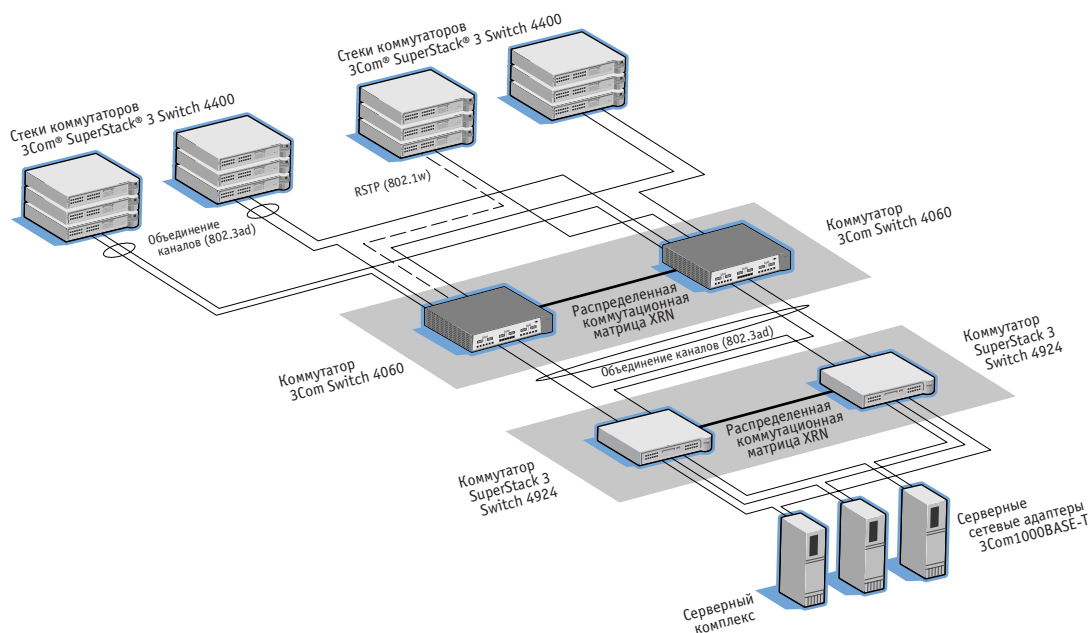 Стеки коммутаторов
3Com® SuperStack® 3 Switch 4400
Стеки коммутаторов
3Com® SuperStack® 3 Switch 4400
RSTP (802.1w)
Объединение
каналов (802.3ad)
Коммутатор
3Com Switch 4060
Распределенная
коммутационная
матрица XRN
Коммутатор
3Com Switch 4060
Объединение каналов (802.3ad)
Коммутатор
SuperStack 3
Switch 4924
Распределенная
коммутационная
матрица XRN
Коммутатор
SuperStack 3
Switch 4924
Серверные
сетевые адаптеры
3Com1000BASE-T
Серверный
комплекс